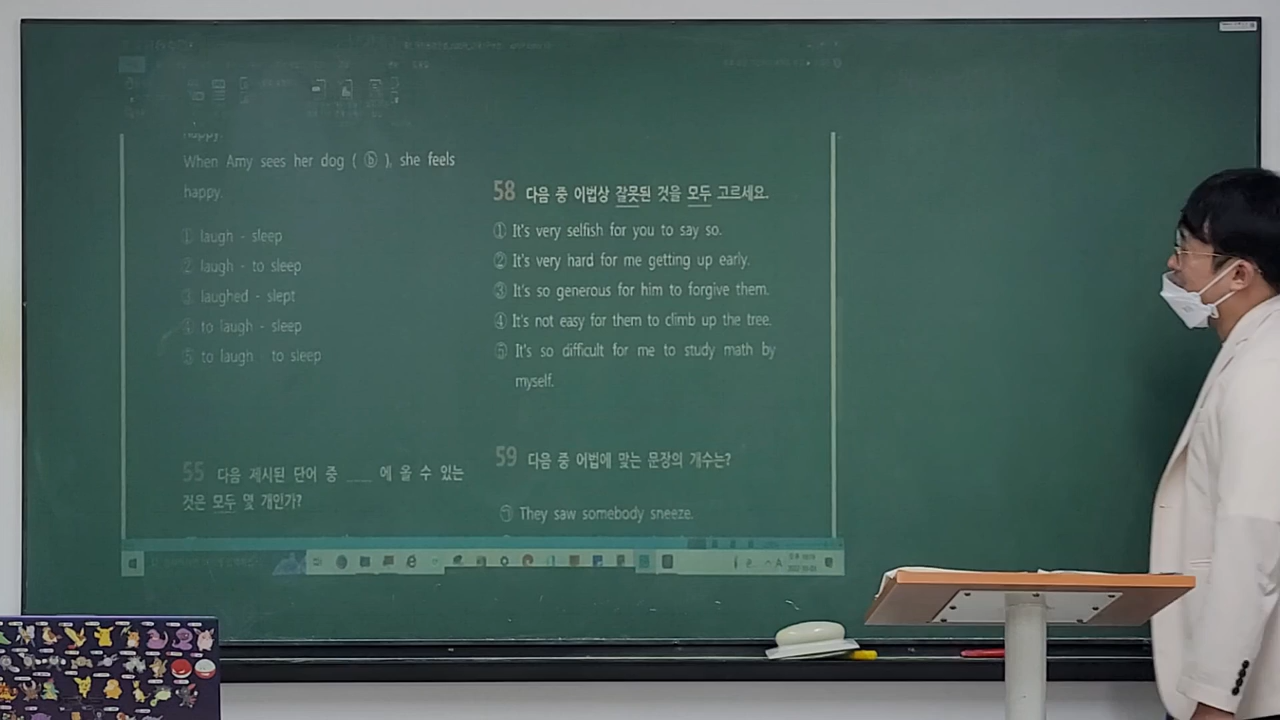 When Amy sees her dog ( ⓑ ), she feels
happy.
① laugh - sleep
② laugh - to sleep
③ laughed - slept
④ to laugh - sleep
⑤ to laugh - to sleep
55 다음 제시된 단어 중 ____ 에 올 수 있는
것은 모두 몇 개인가?
58 다음 중 어법상 잘못된 것을 모두 고르세요.
① It's very selfish for you to say so.
② It's very hard for me getting up early.
③ It's so generous for him to forgive them.
④ It's not easy for them to climb up the tree.
⑤ It's so difficult for me to study math by
myself.
59 다음 중 어법에 맞는 문장의 개수는?
㉠ They saw somebody sneeze.